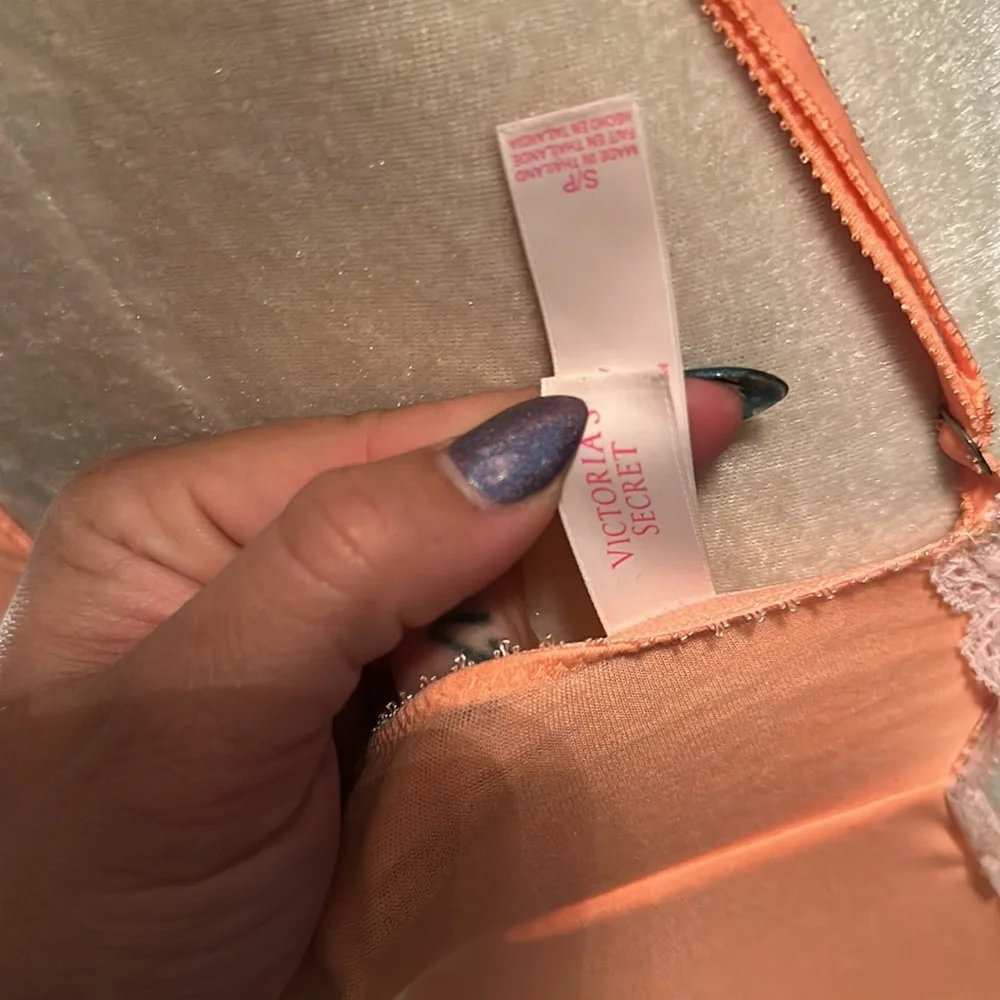 VICTORIA'S
SECRET
S/P
MADE IN THAILAND
FAIT EN THAILANDE
HECHO EN TAILANDIA